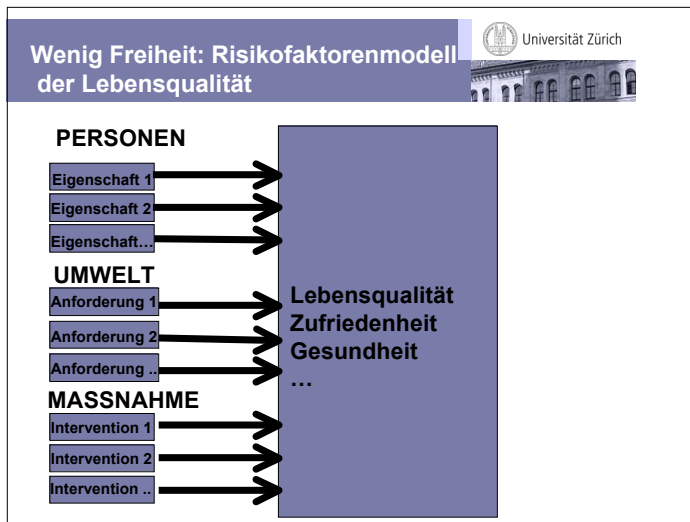 Wenig Freiheit: Risikofaktorenmodell
der Lebensqualität
Universität Zürich
PERSONEN
Eigenschaft 1
Eigenschaft 2
Eigenschaft...
UMWELT
Anforderung 1
Anforderung 2
Anforderung ..
MASSNAHME
Intervention 1
Intervention 2
Intervention ..
Lebensqualität
Zufriedenheit
Gesundheit
...